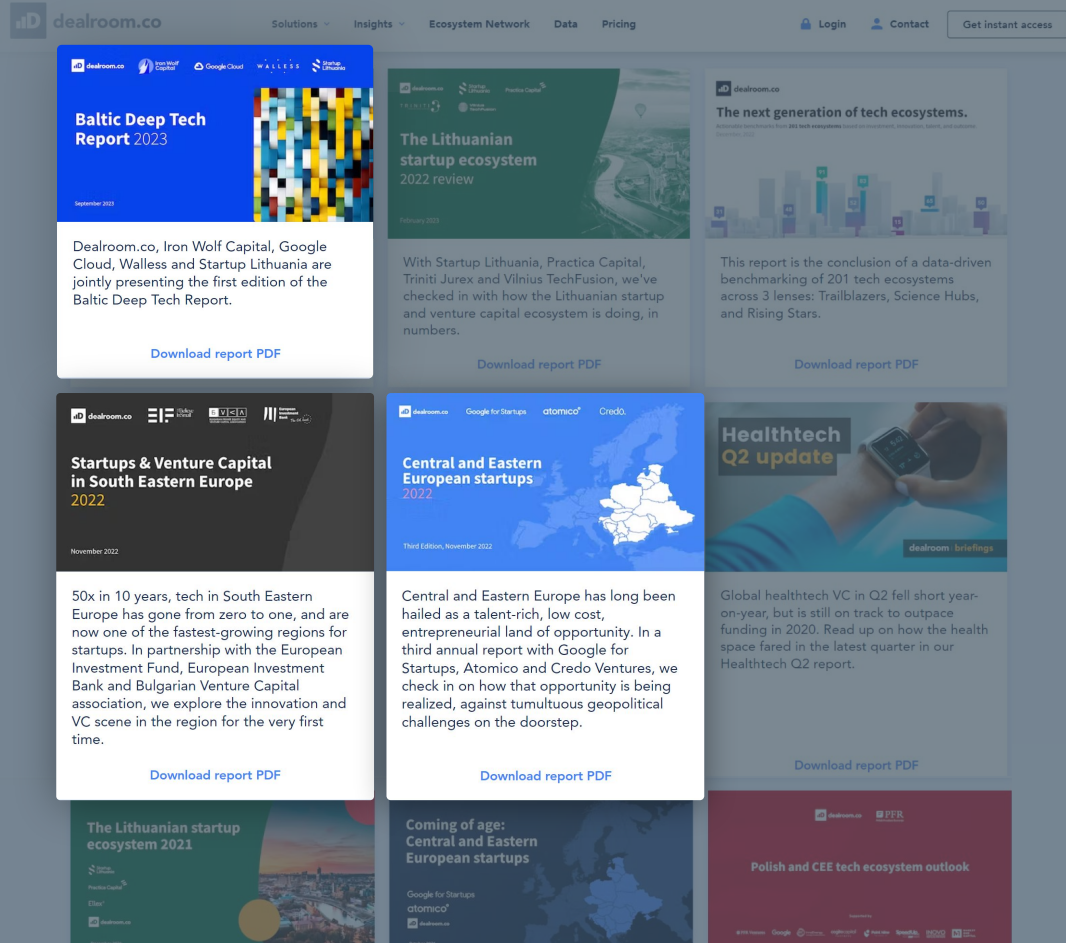 dealroom.co
Solutions
Insights
Ecosystem Network
Data
Pricing
Login
Contact
Get instant access
dealroom.co
Iron Wolf
Capital
Google Cloud
WALLESS
Startup
Lithuania
Baltic Deep Tech
Report 2023
September 2023
Dealroom.co, Iron Wolf Capital, Google
Cloud, Walless and Startup Lithuania are
jointly presenting the first edition of the
Baltic Deep Tech Report.
Download report PDF
dealroom.co
Startup
Lithuania
Practica Capital
The Lithuanian
startup ecosystem
2022 review
February 2023
With Startup Lithuania, Practica Capital,
Triniti Jurex and Vilnius TechFusion, we've
checked in with how the Lithuanian startup
and venture capital ecosystem is doing, in
numbers.
Download report PDF
dealroom.co
The next generation of tech ecosystems.
This report is the conclusion of a data-driven
benchmarking of 201 tech ecosystems
across 3 lenses: Trailblazers, Science Hubs,
and Rising Stars.
Download report PDF
dealroom.co
BVCA
European
Investment
Bank
Startups & Venture Capital
in South Eastern Europe
2022
November 2022
50x in 10 years, tech in South Eastern
Europe has gone from zero to one, and are
now one of the fastest-growing regions for
startups. In partnership with the European
Investment Fund, European Investment
Bank and Bulgarian Venture Capital
association, we explore the innovation and
VC scene in the region for the very first
time.
Download report PDF
dealroom.co
Google for Startups
atomico
Credo.
Central and Eastern
European startups
2022
Third Edition, November 2022
Central and Eastern Europe has long been
hailed as a talent-rich, low cost,
entrepreneurial land of opportunity. In a
third annual report with Google for
Startups, Atomico and Credo Ventures, we
check in on how that opportunity is being
realized, against tumultuous geopolitical
challenges on the doorstep.
Download report PDF
Healthtech
Q2 update
dealroom briefings
Global healthtech VC in Q2 fell short year-
on-year, but is still on track to outpace
funding in 2020. Read up on how the health
space fared in the latest quarter in our
Healthtech Q2 report.
Download report PDF
The Lithuanian startup
ecosystem 2021
Startup
Lithuania
Practica Capital
dealroom.co
Coming of age:
Central and Eastern
European startups
Google for Startups
atomico
dealroom.co
dealroom.co
PFR
Polish and CEE tech ecosystem outlook
Google